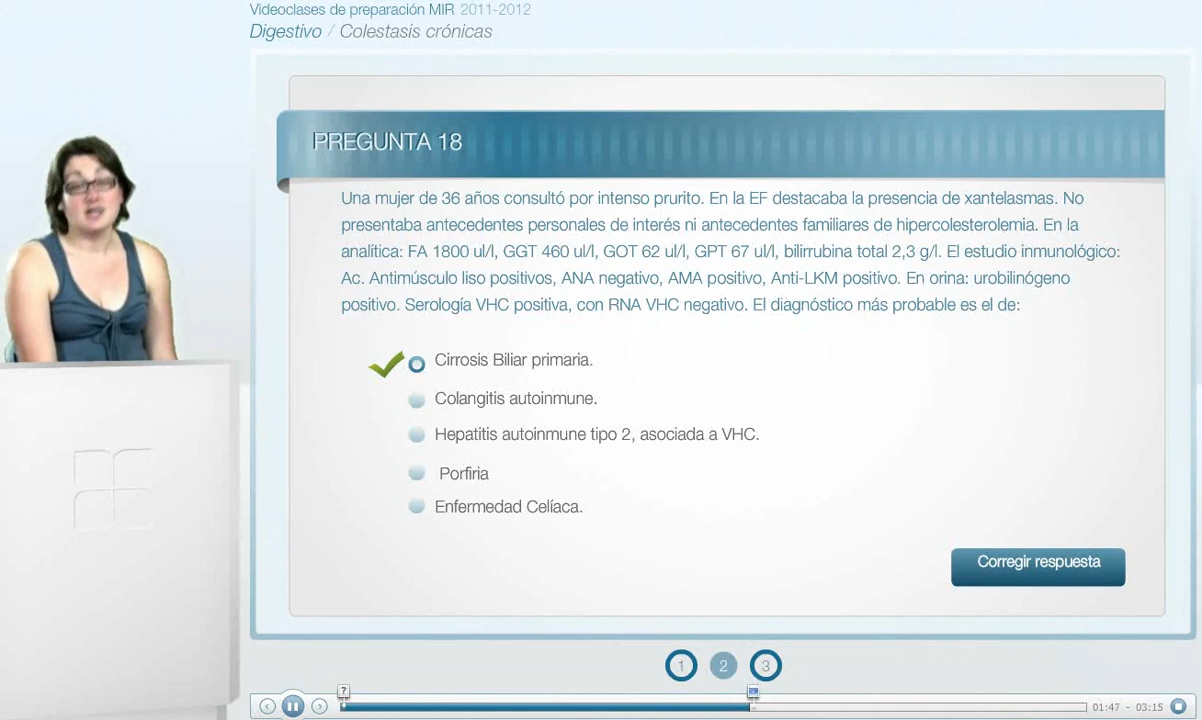 Videoclases de preparación MIR 2011-2012
Digestivo / Colestasis crónicas
PREGUNTA 18
Una mujer de 36 años consultó por intenso prurito. En la EF destacaba la presencia de xantelasmas. No
presentaba antecedentes personales de interés ni antecedentes familiares de hipercolesterolemia. En la
analítica: FA 1800 ul/l, GGT 460 ul/l, GOT 62 ul/l, GPT 67 ul/l, bilirrubina total 2,3 g/l. El estudio inmunológico:
Ac. Antimúsculo liso positivos, ANA negativo, AMA positivo, Anti-LKM positivo. En orina: urobilinógeno
positivo. Serología VHC positiva, con RNA VHC negativo. El diagnóstico más probable es el de:
Cirrosis Biliar primaria.
Colangitis autoinmune.
Hepatitis autoinmune tipo 2, asociada a VHC.
Porfiria
Enfermedad Celíaca.
Corregir respuesta
1 2 3
?
01:47 - 03:15